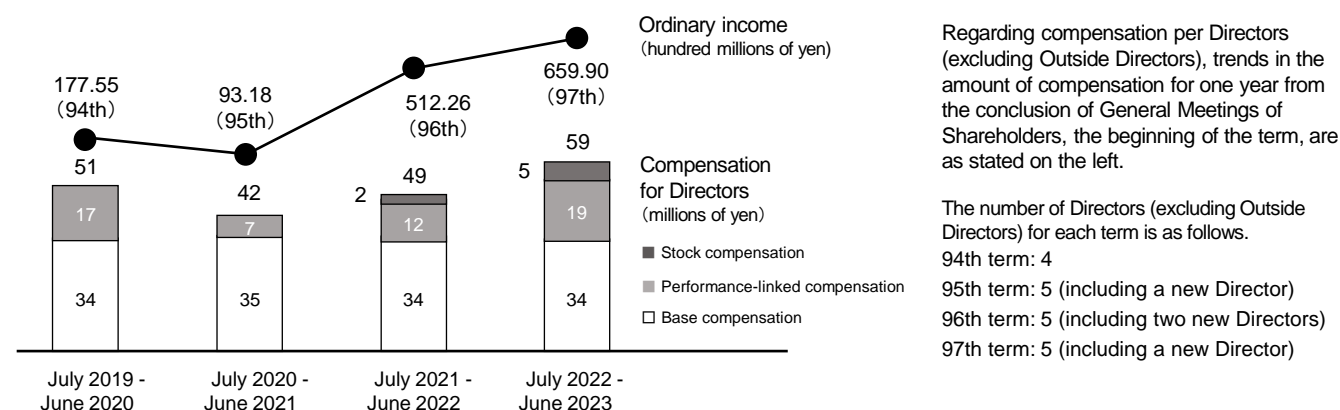 Ordinary income
（hundred millions of yen)
177.55
（94th）
93.18
（95th）
512.26
（96th）
659.90
（97th）
51
17
34
42
7
35
49
2
12
34
59
5
19
34
Compensation
for Directors
（millions of yen）
Stock compensation
Performance-linked compensation
Base compensation
July 2019 -
June 2020
July 2020 -
June 2021
July 2021 -
June 2022
July 2022 -
June 2023
Regarding compensation per Directors
(excluding Outside Directors), trends in the
amount of compensation for one year from
the conclusion of General Meetings of
Shareholders, the beginning of the term, are
as stated on the left.
The number of Directors (excluding Outside
Directors) for each term is as follows.
94th term: 4
95th term: 5 (including a new Director)
96th term: 5 (including two new Directors)
97th term: 5 (including a new Director)